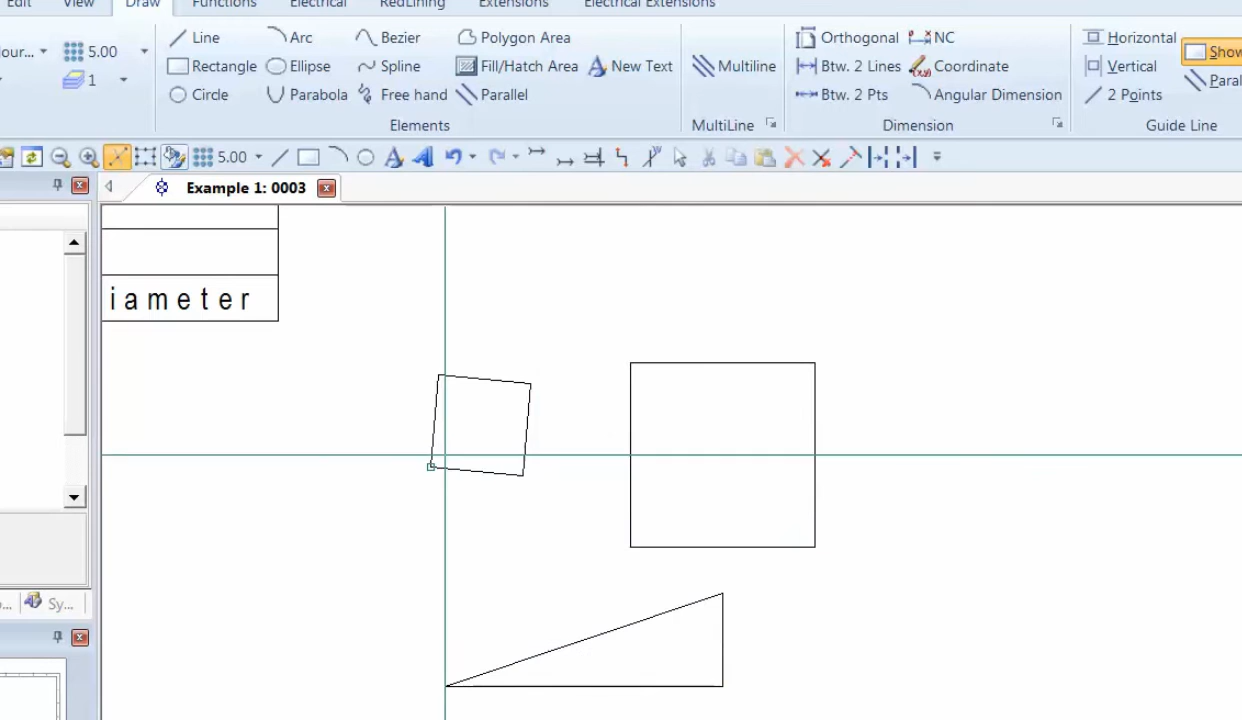 Edit View Draw Functions Electrical RedLining Extensions Electrical Extensions
our... 5.00 Line Arc Bezier Polygon Area Orthogonal NC Horizontal Show
1 Rectangle Ellipse Spline Fill/Hatch Area New Text Multiline Btw. 2 Lines Coordinate Vertical Paral
Circle Parabola Free hand Parallel Btw. 2 Pts Angular Dimension 2 Points
Elements MultiLine Dimension Guide Line
5.00
Example 1: 0003
iameter
o... Sy...